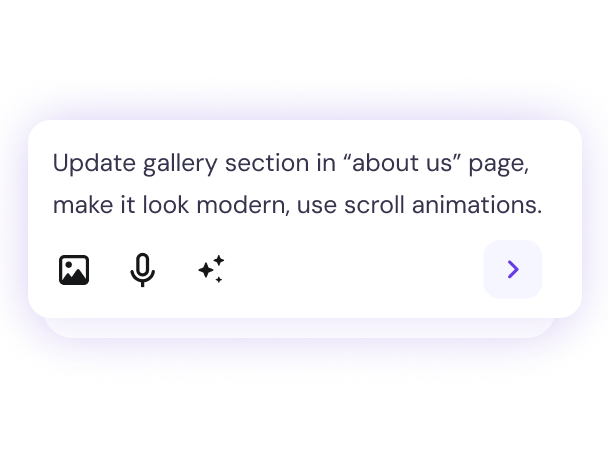 Update gallery section in “about us” page,
make it look modern, use scroll animations.